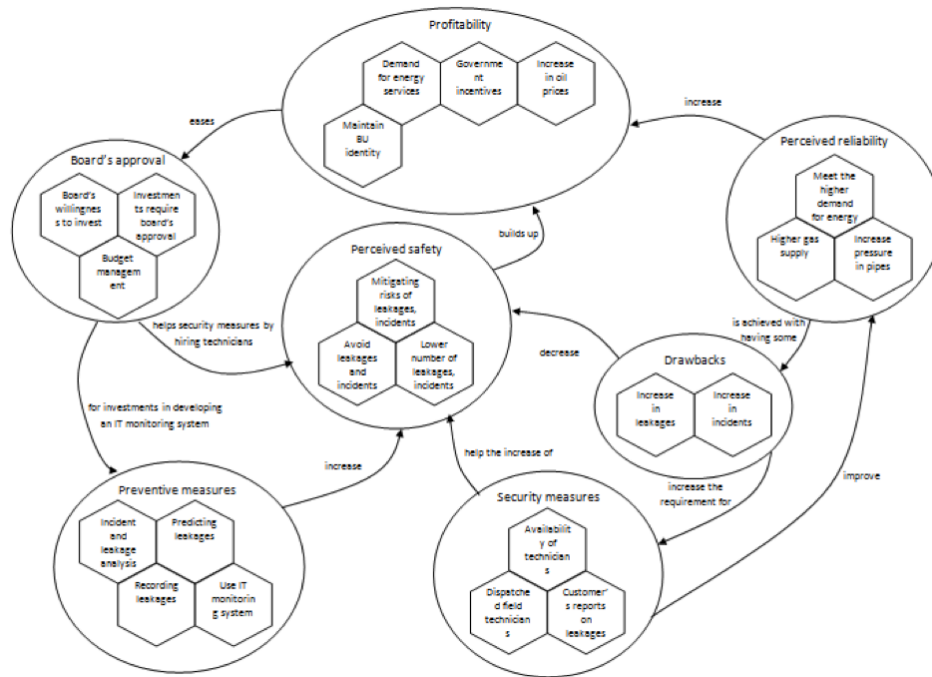 Profitability
Demand
for energy
services
Governme
nt
incentives
Increase
in oil
prices
Maintain
BU
identity
increase
eases
Perceived reliability
Meet the
higher
demand
for energy
Higher gas
supply
Increase
pressure
in pipes
Board's approval
Board's
willingnes
s to invest
Investmen
ts require
board's
approval
Budget
managem
ent
builds up
Perceived safety
Mitigating
risks of
leakages,
incidents
Avoid
leakages
and
incidents
Lower
number of
leakages,
incidents
helps security measures by
hiring technicians
is achieved with
having some
decrease
Drawbacks
Increase
in
leakages
Increase
in
incidents
for investments in developing
an IT monitoring system
increase
help the increase of
increase the
requirement for
improve
Preventive measures
Incident
and
leakage
analysis
Predicting
leakages
Recording
leakages
Use IT
monitorin
g system
Security measures
Availabilit
y of
technician
s
Dispatche
d field
technician
s
Customer'
s reports
on
leakages